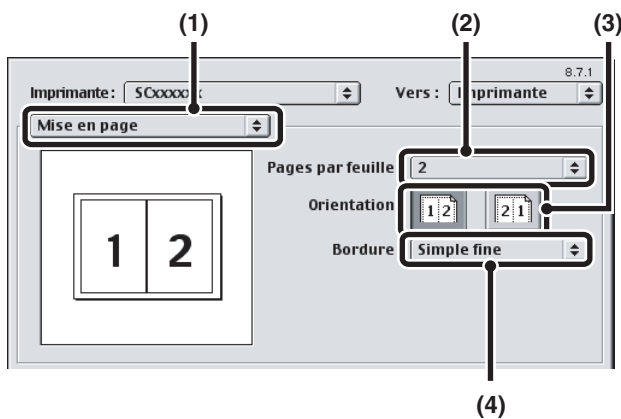 (1) (2) (3)
8.7.1
Imprimante: SCxxxxxx Vers: Imprimante
Mise en page
Pages par feuille 2
Orientation 1 2 2 1
1 2
Bordure Simple fine
(4)